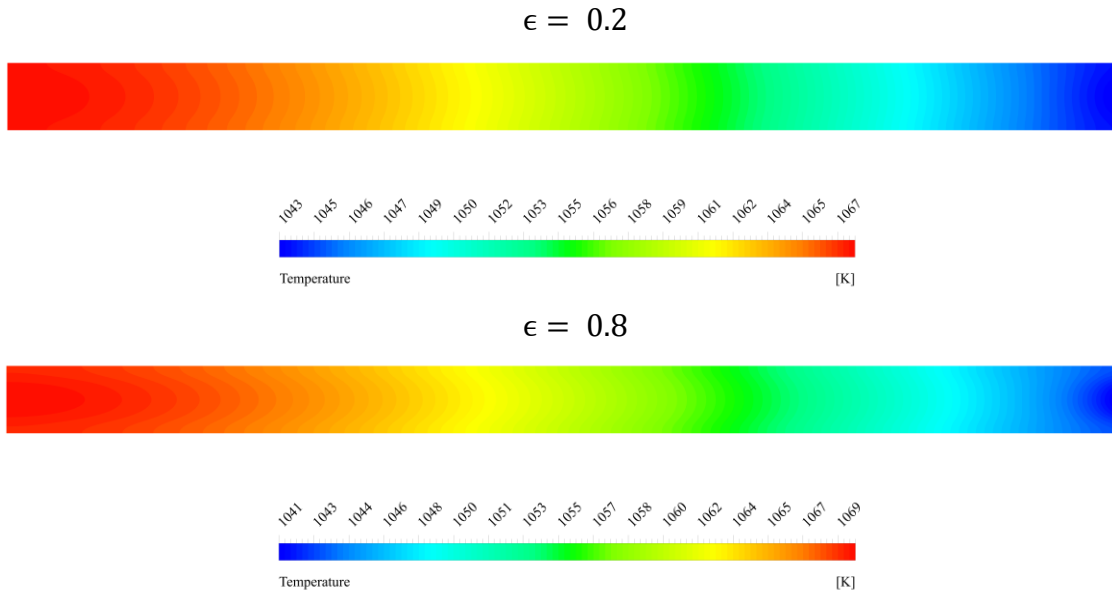 ϵ = 0.2
1043 1045 1046 1047 1049 1050 1052 1053 1055 1056 1058 1059 1061 1062 1064 1065 1067
Temperature [K]
ϵ = 0.8
1041 1043 1044 1046 1048 1050 1051 1053 1055 1057 1058 1060 1062 1064 1065 1067 1069
Temperature [K]